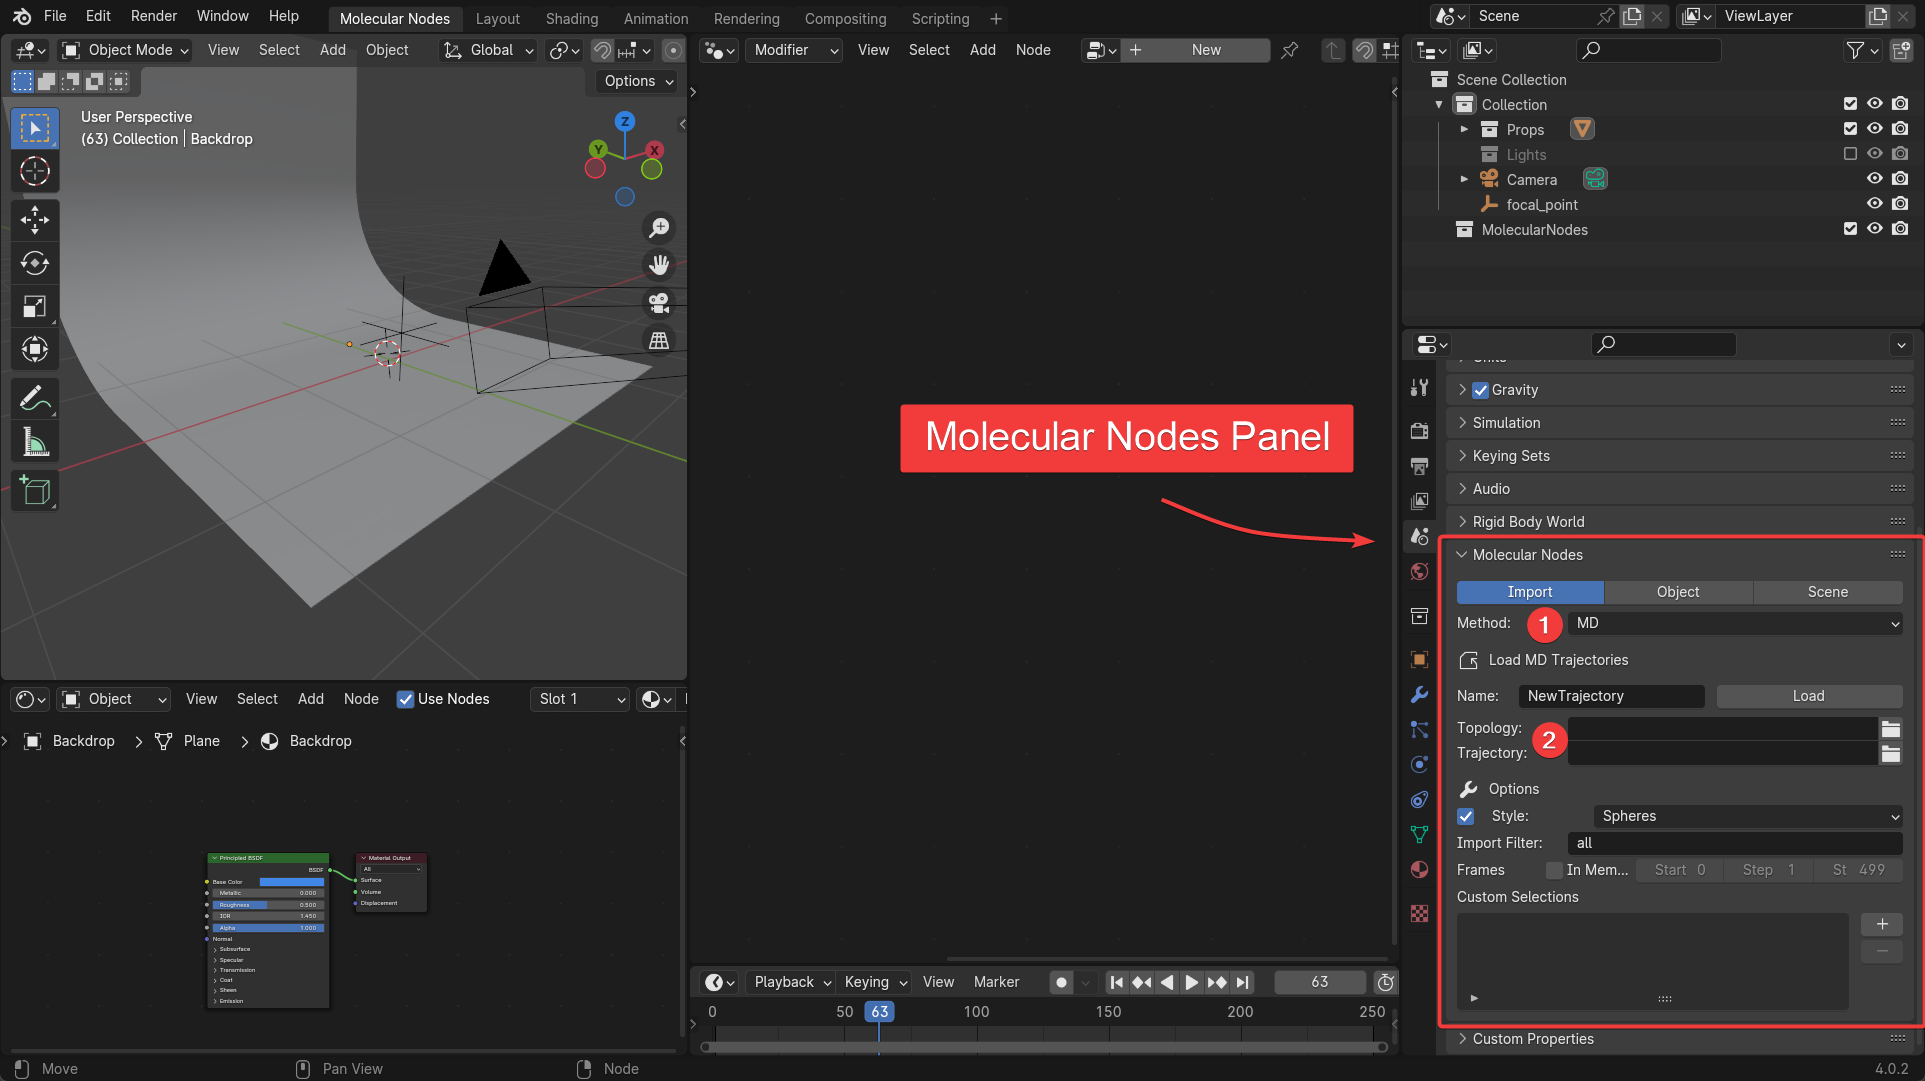 File Edit Render Window Help Molecular Nodes Layout Shading Animation Rendering Compositing Scripting + Scene ViewLayer
Object Mode View Select Add Object Global
Options
User Perspective
(63) Collection | Backdrop
Z
Y
X
Modifier View Select Add Node + New
Scene Collection
Collection
Props
Lights
Camera
focal_point
MolecularNodes
Gravity
Simulation
Keying Sets
Audio
Rigid Body World
Molecular Nodes Panel
Molecular Nodes
Import Object Scene
Method: 1 MD
Load MD Trajectories
Name: NewTrajectory Load
Topology:
2
Trajectory:
Options
Style: Spheres
Import Filter: all
Frames In Mem... Start 0 Step 1 St 499
Custom Selections
Custom Properties
Object View Select Add Node Use Nodes Slot 1
Backdrop > Plane > Backdrop
Principled BSDF
BSDF
Base Color
Metallic 0.000
Roughness 0.500
IOR 1.450
Alpha 1.000
Normal
Subsurface
Specular
Transmission
Coat
Sheen
Emission
Material Output
All
Surface
Volume
Displacement
Playback Keying View Marker 63
0 50 63 100 150 200 250
Move Pan View Node 4.0.2